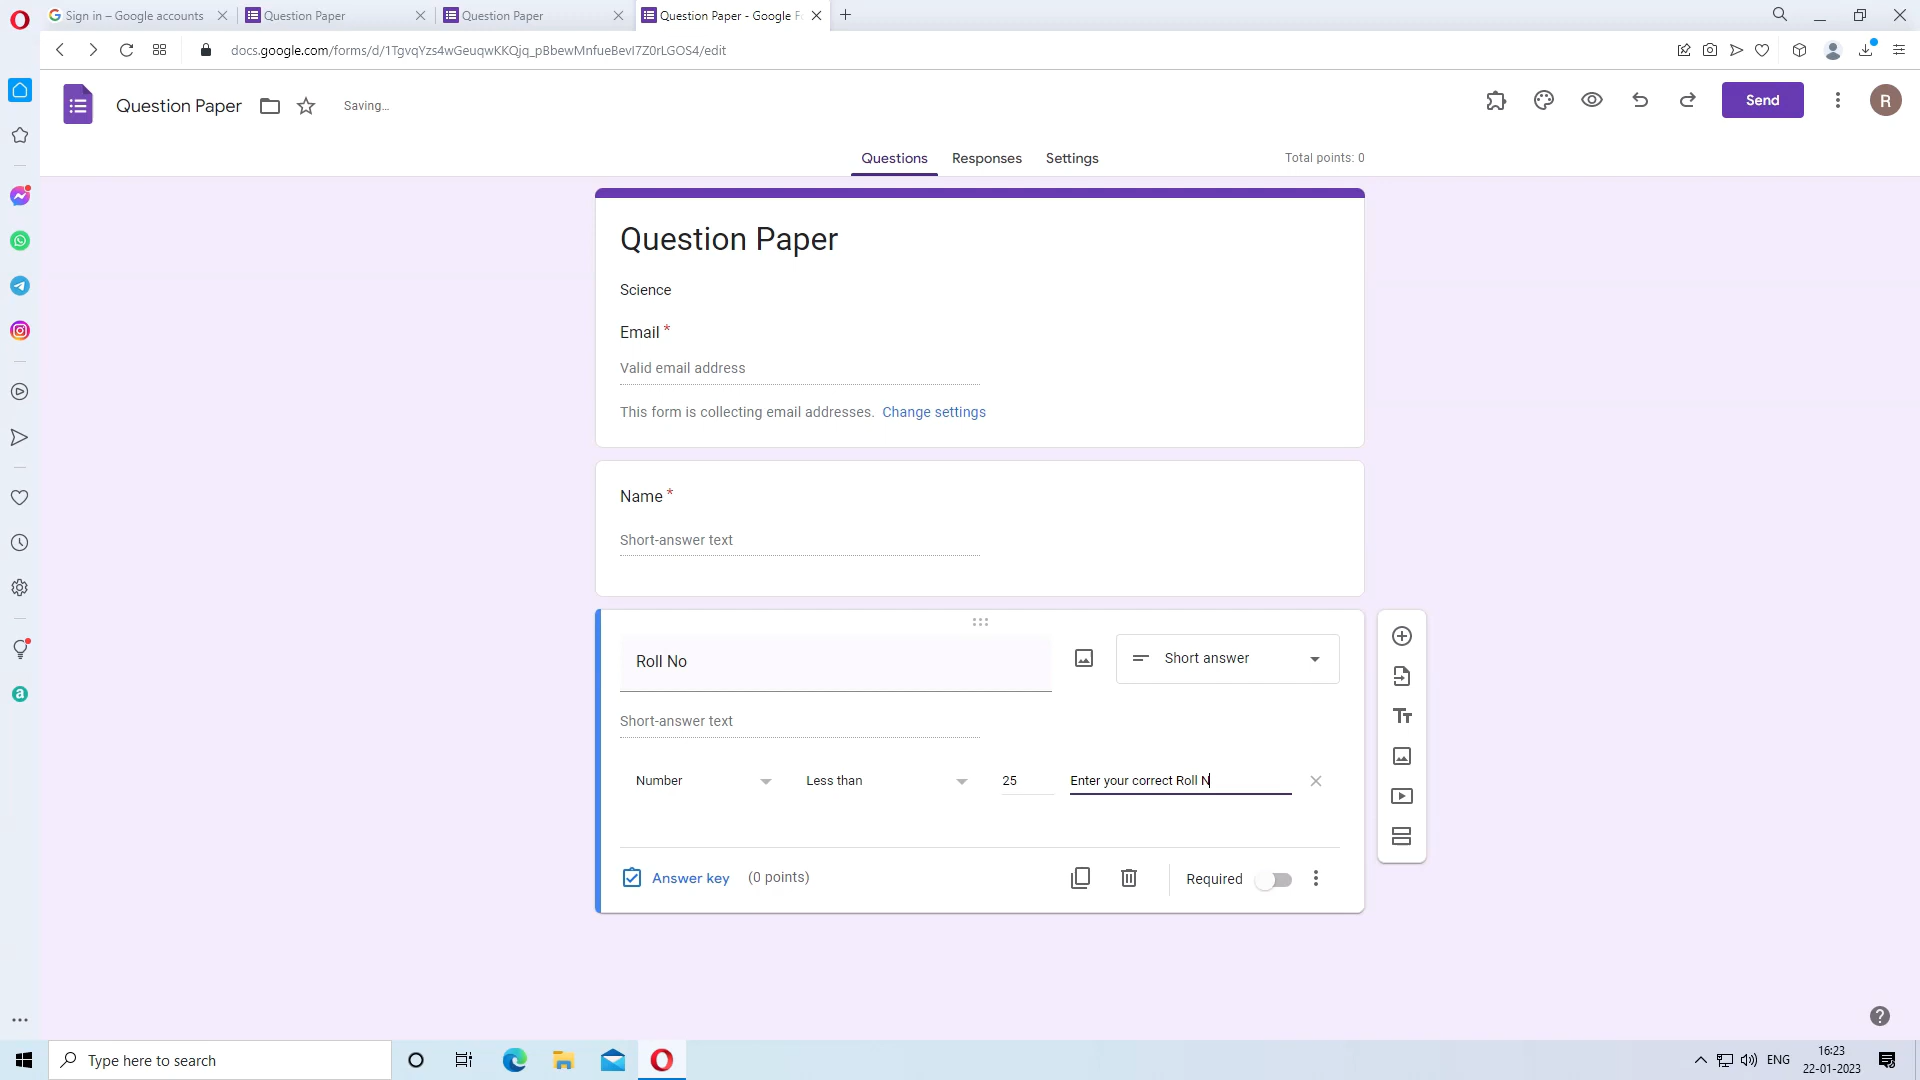 Sign in – Google accounts
Question Paper
Question Paper
Question Paper - Google F
docs.google.com/forms/d/1TgvqYzs4wGeuqwKKQjq_pBbewMnfueBevI7Z0rLGOS4/edit
Question Paper
Saving...
Send
R
Questions
Responses
Settings
Total points: 0
Question Paper
Science
Email *
Valid email address
This form is collecting email addresses. Change settings
Name *
Short-answer text
Roll No
Short answer
Short-answer text
Number
Less than
25
Enter your correct Roll N
Answer key
(0 points)
Required
Type here to search
ENG
16:23
22-01-2023